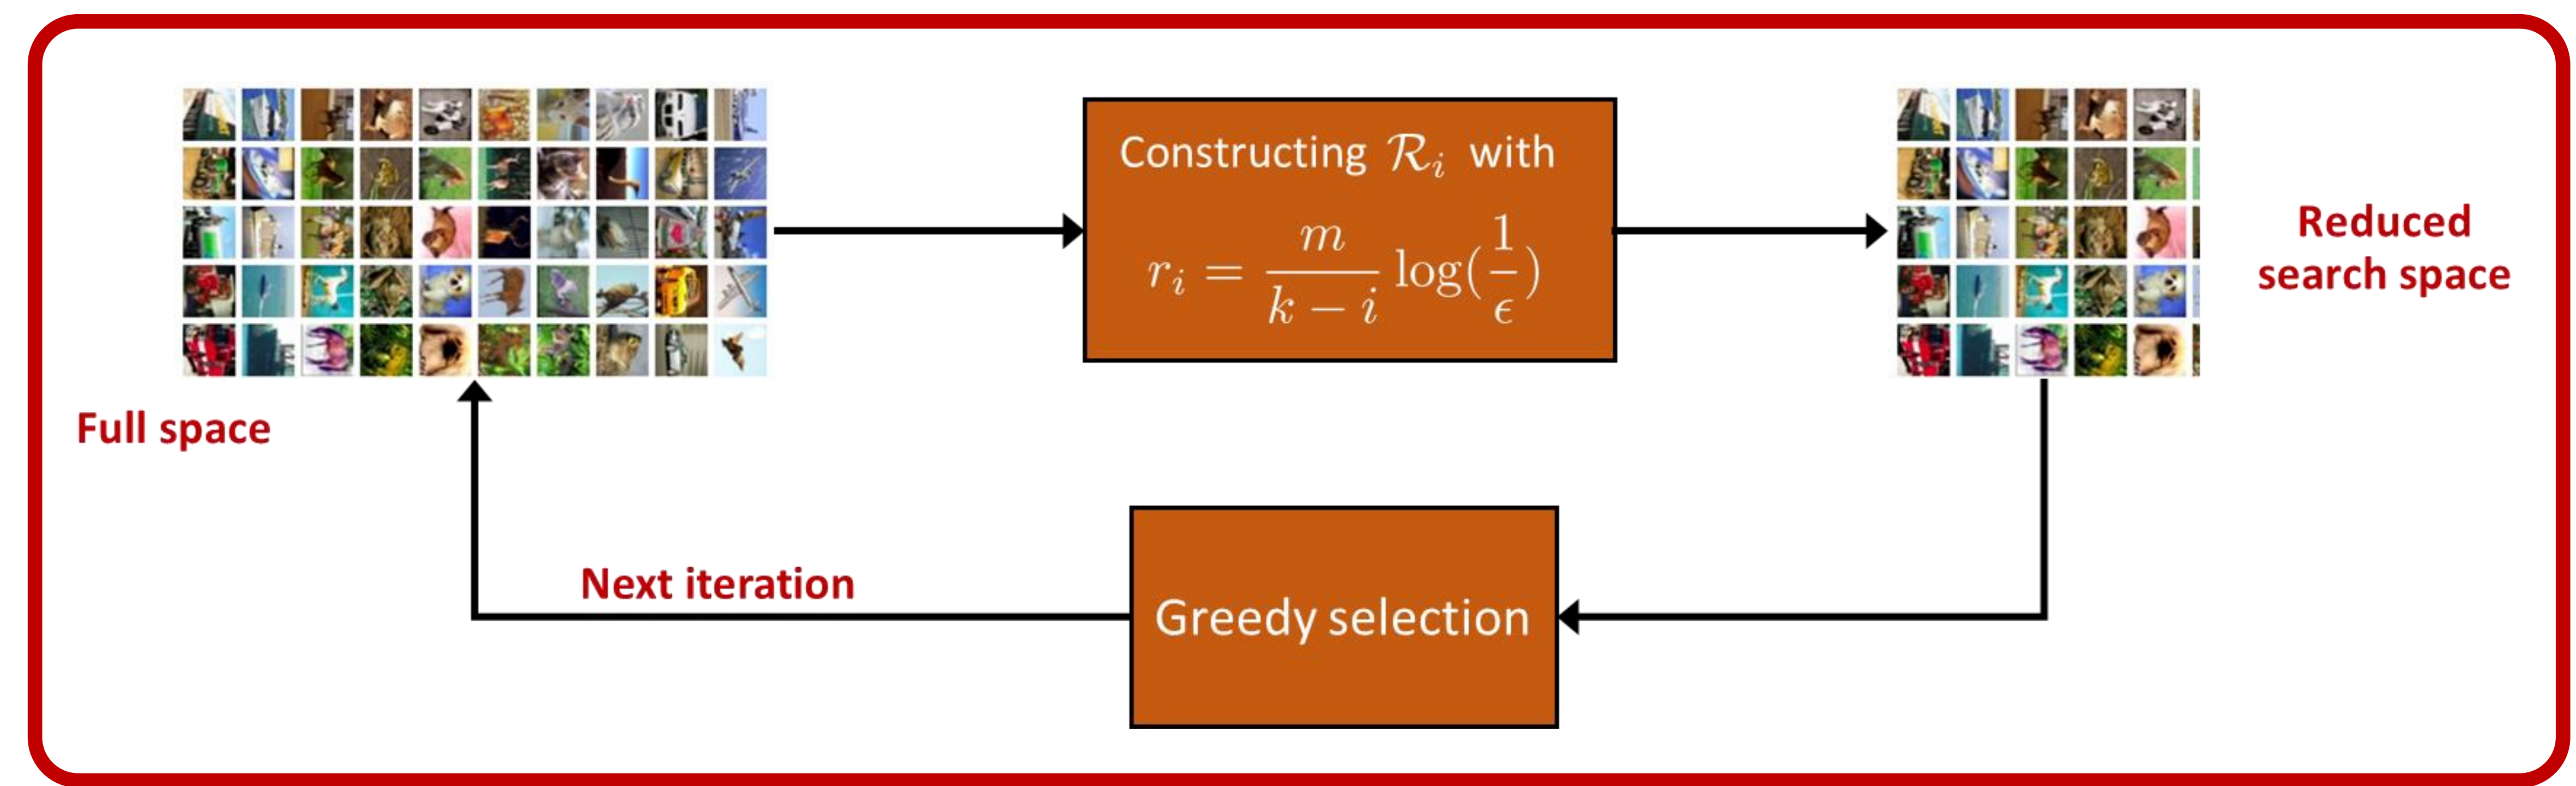 Constructing $\mathcal{R}_i$ with
$r_i = \frac{m}{k-i} \log(\frac{1}{\epsilon})$
Reduced
search space
Full space
Next iteration
Greedy selection